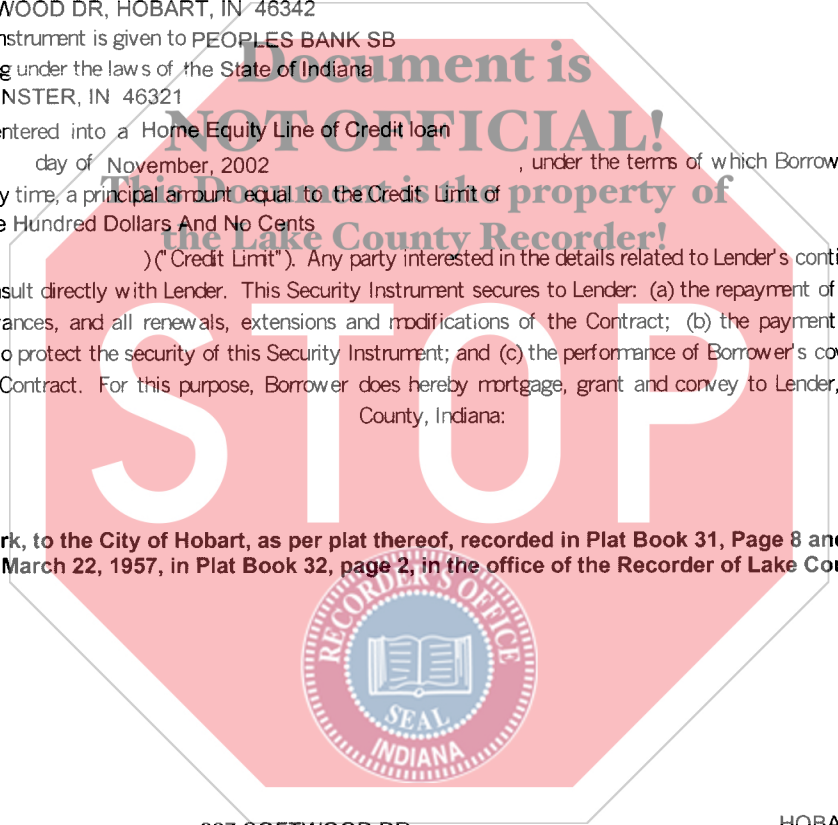 WOOD DR, HOBART, IN 46342
nstrument is given to PEOPLES BANK SB
Document is
g under the laws of the State of Indiana
NSTER, IN 46321
NOT OFFICIAL!
entered into a Home Equity Line of Credit loan
day of November, 2002 , under the terms of which Borrow
This Document is the property of
y time, a principal amount equal to the Credit Limit of
e Hundred Dollars And No Cents
the Lake County Recorder!
) ("Credit Limit"). Any party interested in the details related to Lender's conti
sult directly with Lender. This Security Instrument secures to Lender: (a) the repayment of
ances, and all renewals, extensions and modifications of the Contract; (b) the payment
o protect the security of this Security Instrument; and (c) the performance of Borrower's co
Contract. For this purpose, Borrower does hereby mortgage, grant and convey to Lender,
County, Indiana:
STOP
rk, to the City of Hobart, as per plat thereof, recorded in Plat Book 31, Page 8 and
March 22, 1957, in Plat Book 32, page 2, in the office of the Recorder of Lake Cou
RECORDER'S OFFICE
SEAL
INDIANA
HOBA